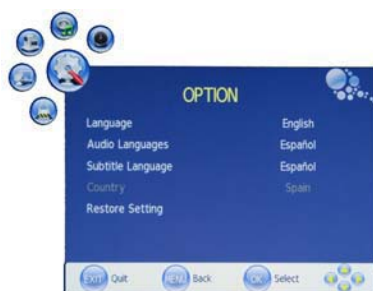 OPTION
Language English
Audio Languages Español
Subtitle Language Español
Country Spain
Restore Setting
EXIT Quit MENU Back OK Select